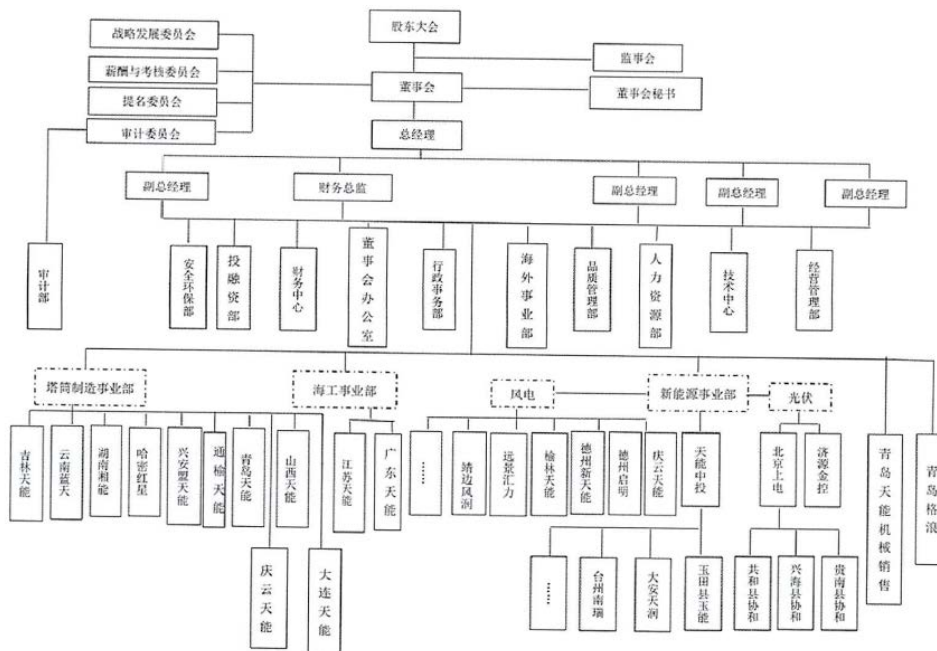 股东大会
战略发展委员会
监事会
薪酬与考核委员会
董事会
董事会秘书
提名委员会
审计委员会
总经理
副总经理
财务总监
副总经理
副总经理
副总经理
审计部
安全环保部
投融资部
财务中心
董事会办公室
行政事务部
海外事业部
品质管理部
人力资源部
技术中心
经营管理部
塔筒制造事业部
海工事业部
风电
新能源事业部
光伏
吉林天能
云南蓝天
湖南湘能
哈密红星
兴安盟天能
通榆天能
青岛天能
山西天能
江苏天能
广东天能
……
靖边风润
远景汇力
榆林天能
德州新天能
德州启明
庆云天能
天能中投
北京上电
济源金控
青岛天能机械销售
青岛格浪
庆云天能
大连天能
……
台州南瑞
大安天润
玉田县玉能
共和县协和
兴海县协和
贵南县协和